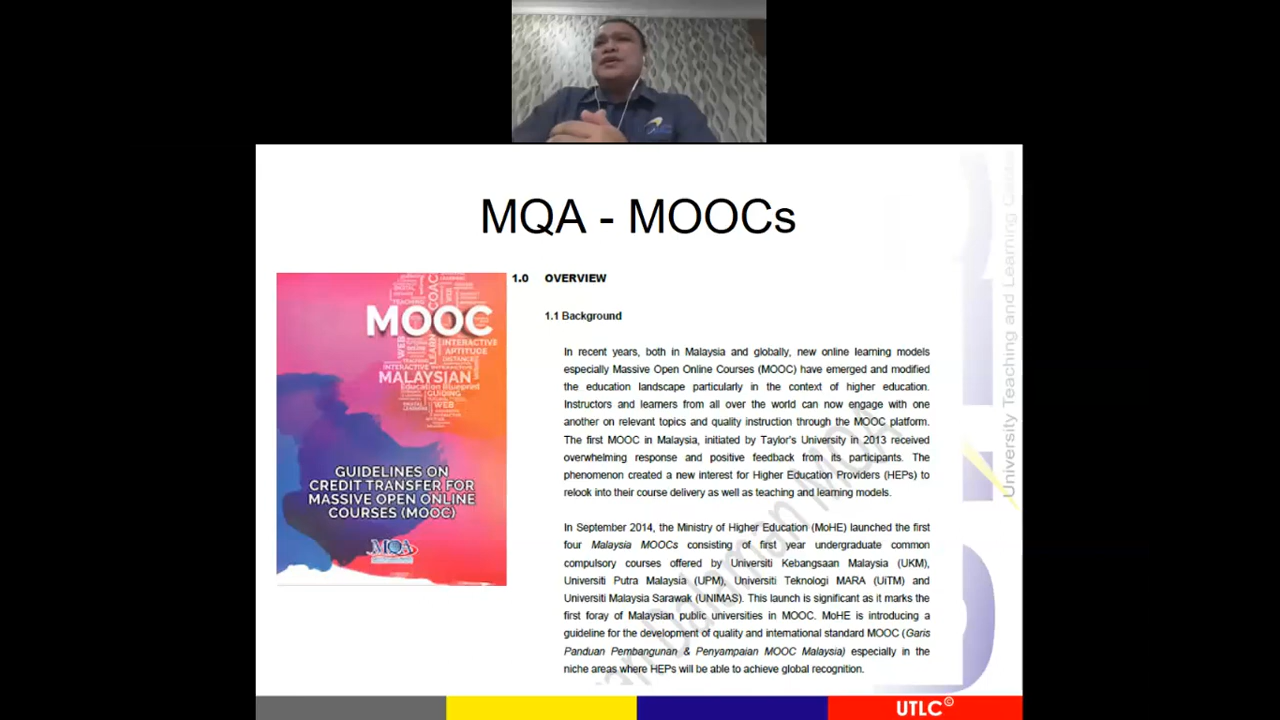 MQA - MOOCs
MOOC
INTERACTIVE
APTITUDE
DISTANCE
INTERACTIVE
MALAYSIAN
Education Blueprint
GUIDING
WEB
GUIDELINES ON
CREDIT TRANSFER FOR
MASSIVE OPEN ONLINE
COURSES (MOOC)
MQA
1.0 OVERVIEW
1.1 Background
In recent years, both in Malaysia and globally, new online learning models
especially Massive Open Online Courses (MOOC) have emerged and modified
the education landscape particularly in the context of higher education.
Instructors and learners from all over the world can now engage with one
another on relevant topics and quality instruction through the MOOC platform.
The first MOOC in Malaysia, initiated by Taylor's University in 2013 received
overwhelming response and positive feedback from its participants. The
phenomenon created a new interest for Higher Education Providers (HEPs) to
relook into their course delivery as well as teaching and learning models.
In September 2014, the Ministry of Higher Education (MoHE) launched the first
four Malaysia MOOCs consisting of first year undergraduate common
compulsory courses offered by Universiti Kebangsaan Malaysia (UKM),
Universiti Putra Malaysia (UPM), Universiti Teknologi MARA (UiTM) and
Universiti Malaysia Sarawak (UNIMAS). This launch is significant as it marks the
first foray of Malaysian public universities in MOOC. MoHE is introducing a
guideline for the development of quality and international standard MOOC (Garis
Panduan Pembangunan & Penyampaian MOOC Malaysia) especially in the
niche areas where HEPs will be able to achieve global recognition.
Dalaman MQA
University Teaching and Learning
UTLC©